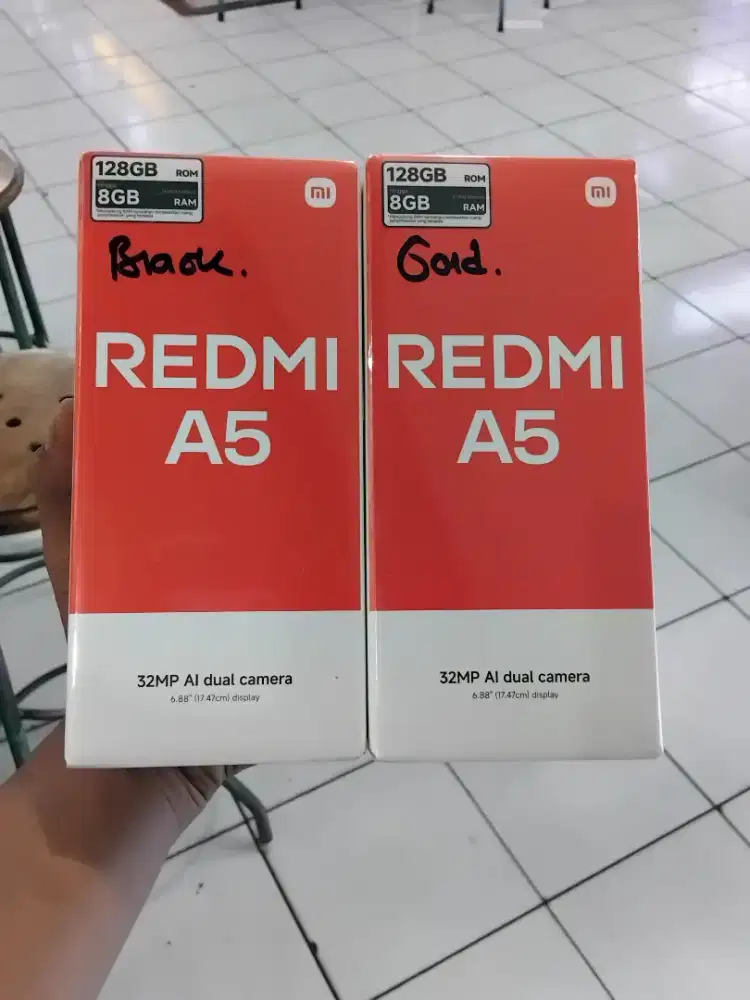 128GB ROM
8GB RAM
mi
Black.
REDMI
A5
32MP AI dual camera
6.88" (17.47cm) display
128GB ROM
8GB RAM
mi
Gold.
REDMI
A5
32MP AI dual camera
6.88" (17.47cm) display